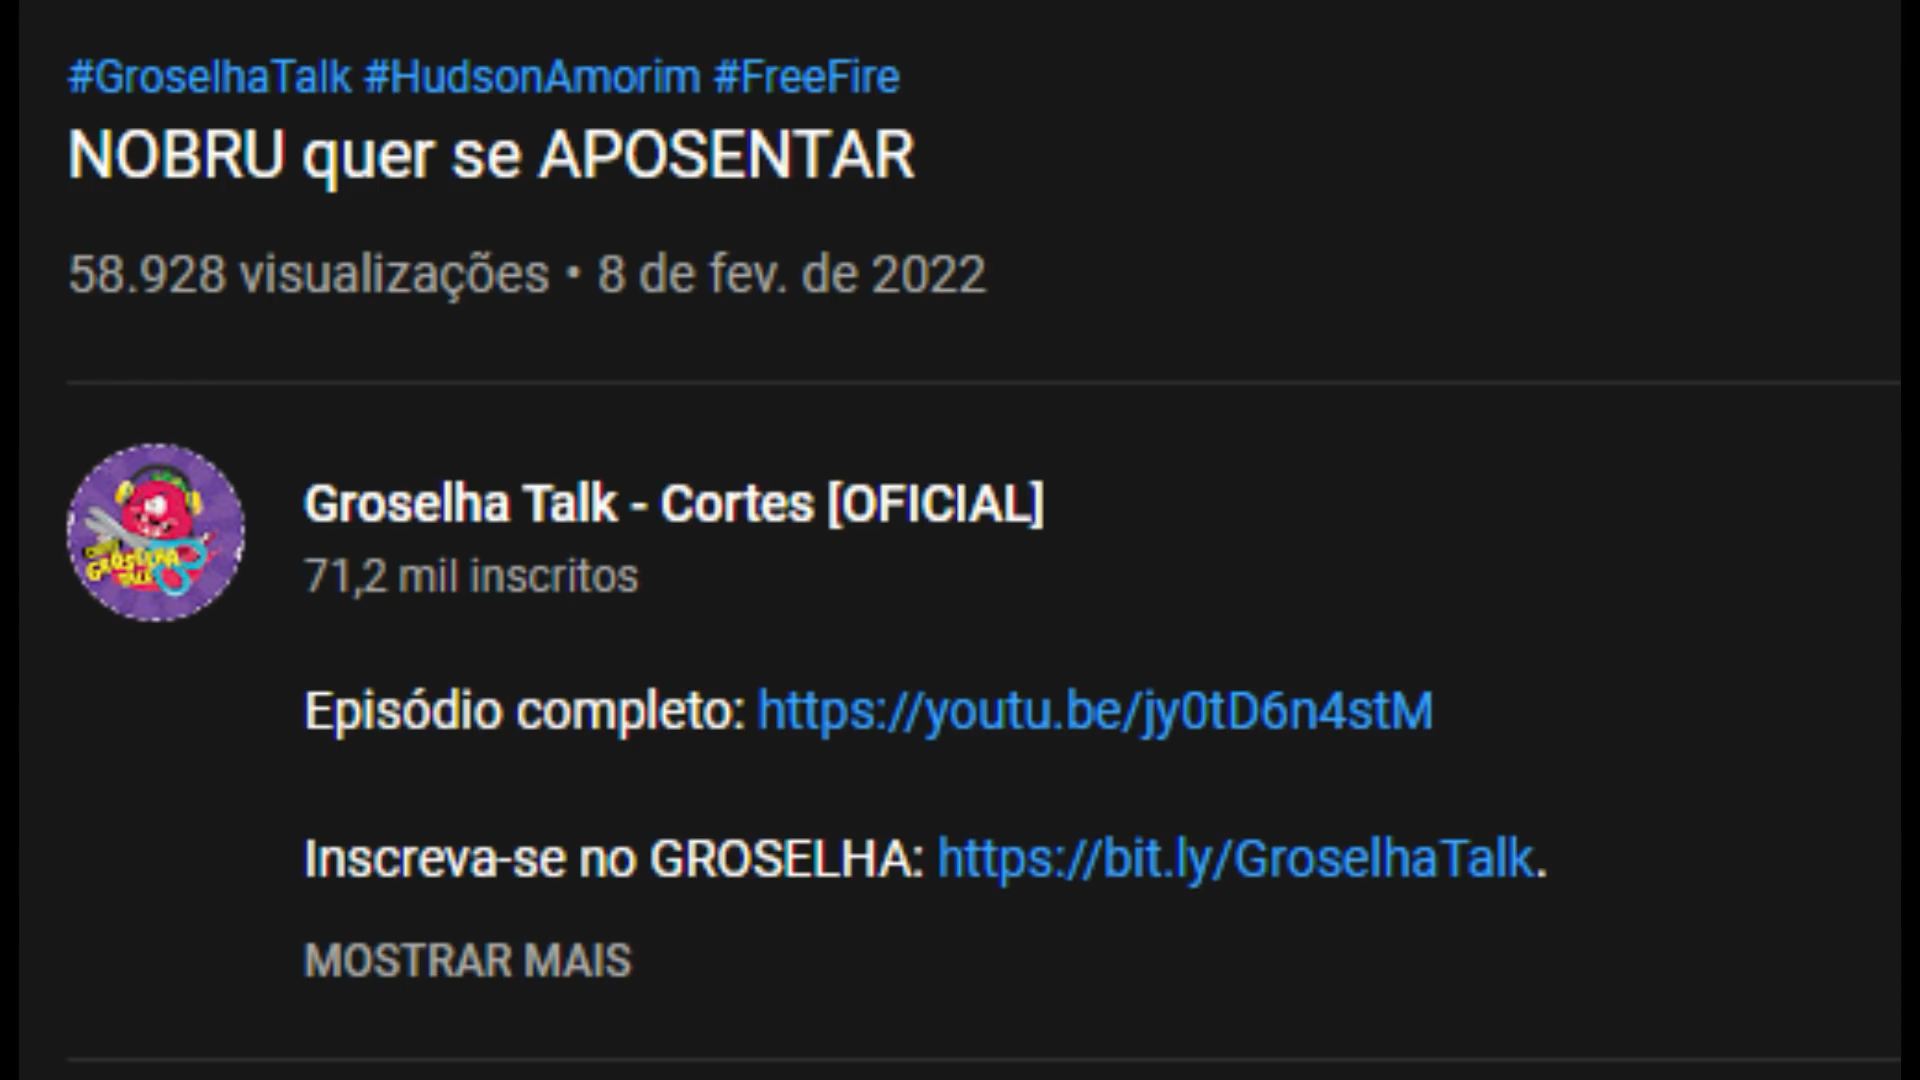 #GroselhaTalk #HudsonAmorim #FreeFire
NOBRU quer se APOSENTAR
58.928 visualizações • 8 de fev. de 2022
Groselha Talk - Cortes [OFICIAL]
71,2 mil inscritos
GROSELHA
TALK
Episódio completo: https://youtu.be/jy0tD6n4stM
Inscreva-se no GROSELHA: https://bit.ly/GroselhaTalk.
MOSTRAR MAIS